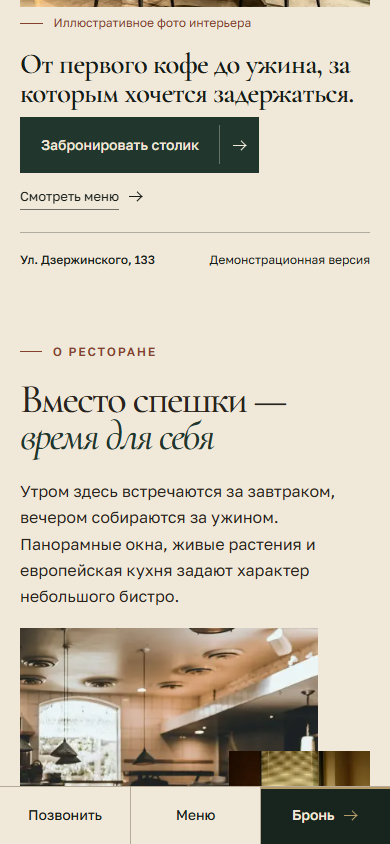 Иллюстративное фото интерьера
От первого кофе до ужина, за
которым хочется задержаться.
Забронировать столик →
Смотреть меню →
Ул. Дзержинского, 133
Демонстрационная версия
О РЕСТОРАНЕ
Вместо спешки —
время для себя
Утром здесь встречаются за завтраком,
вечером собираются за ужином.
Панорамные окна, живые растения и
европейская кухня задают характер
небольшого бистро.
Позвонить
Меню
Бронь →